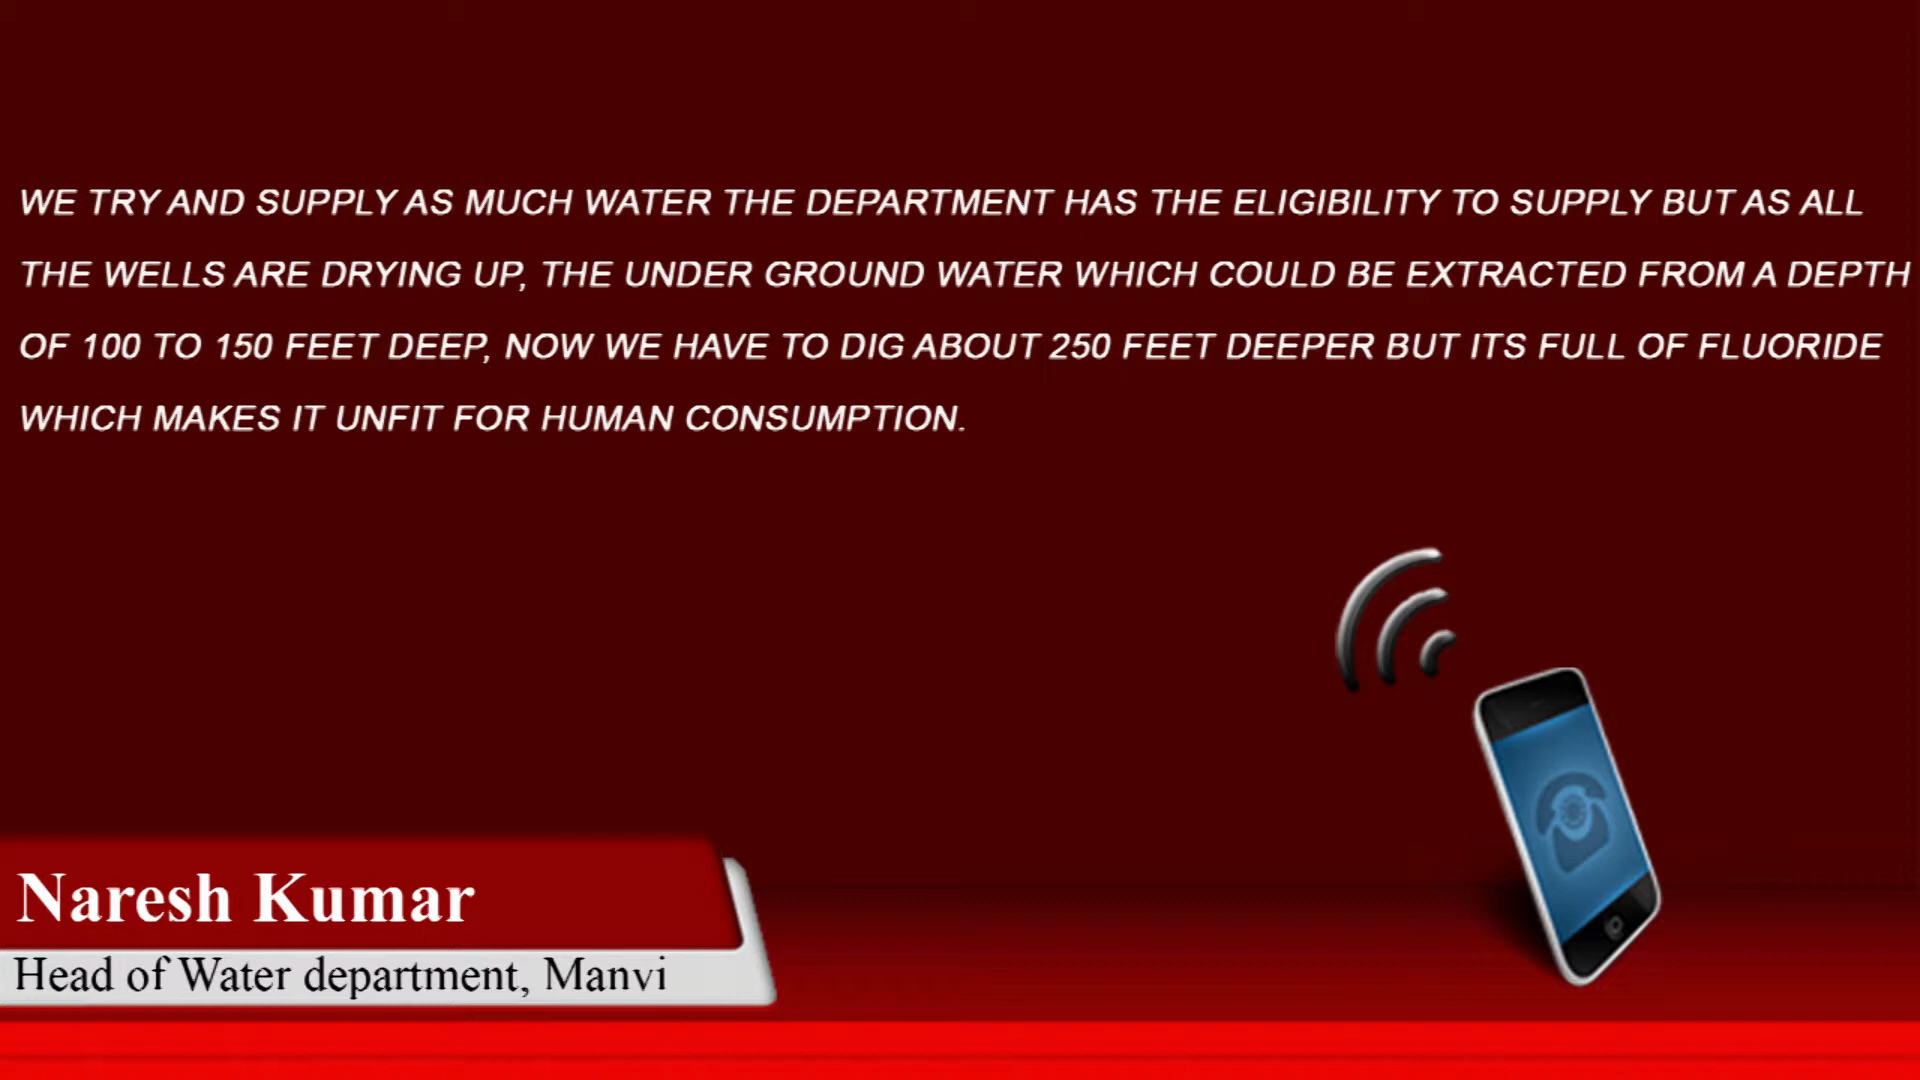 WE TRY AND SUPPLY AS MUCH WATER THE DEPARTMENT HAS THE ELIGIBILITY TO SUPPLY BUT AS ALL
THE WELLS ARE DRYING UP, THE UNDER GROUND WATER WHICH COULD BE EXTRACTED FROM A DEPTH
OF 100 TO 150 FEET DEEP, NOW WE HAVE TO DIG ABOUT 250 FEET DEEPER BUT ITS FULL OF FLUORIDE
WHICH MAKES IT UNFIT FOR HUMAN CONSUMPTION.
Naresh Kumar
Head of Water department, Manvi